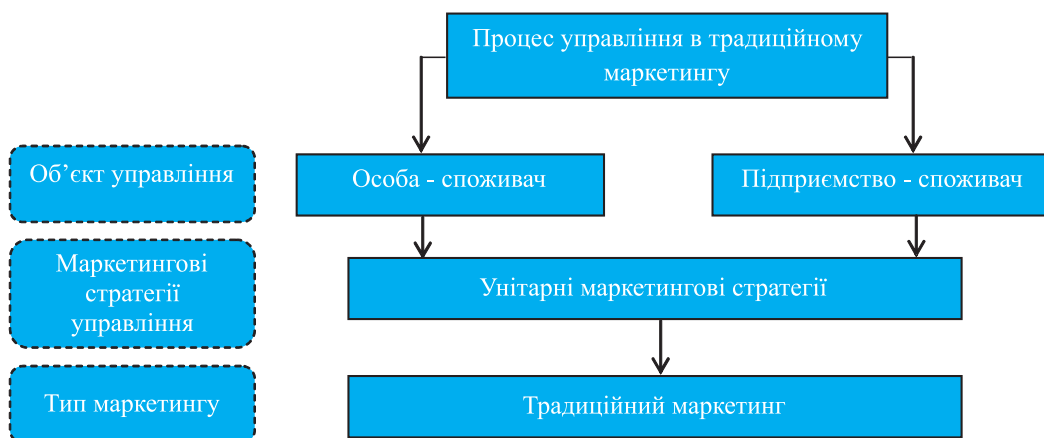 Процес управління в традиційному
маркетингу
Об’єкт управління
Особа - споживач
Підприємство - споживач
Маркетингові
стратегії
управління
Унітарні маркетингові стратегії
Тип маркетингу
Традиційний маркетинг